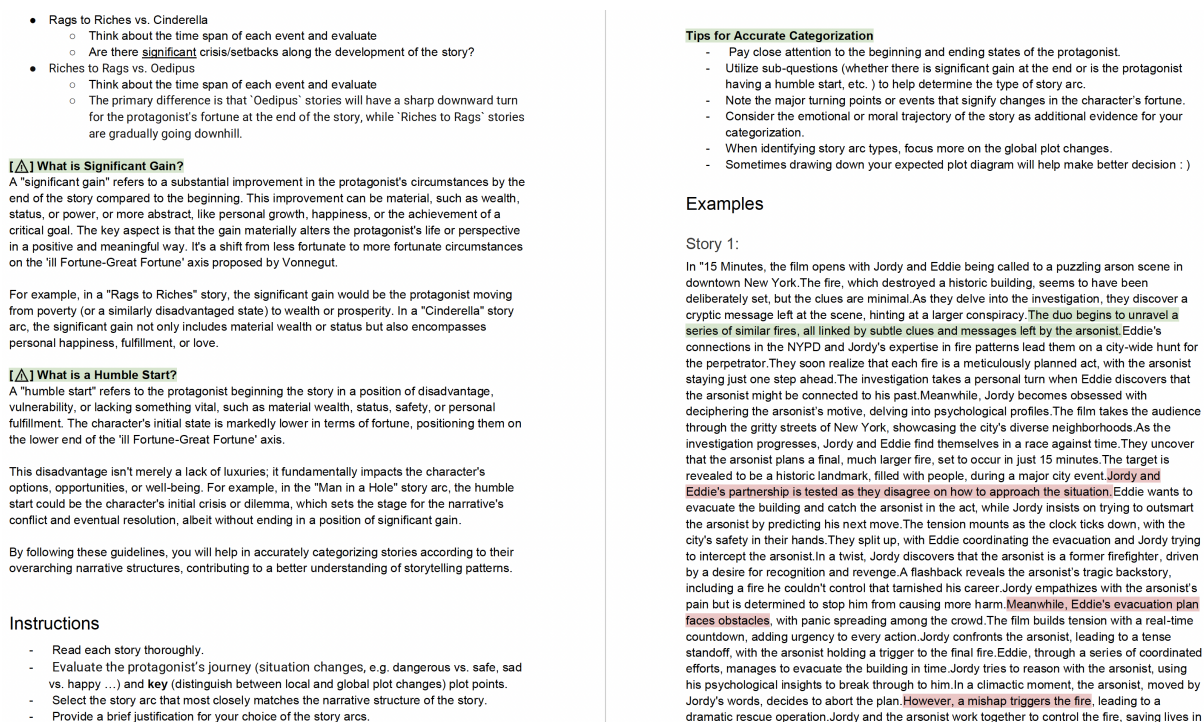 ● Rags to Riches vs. Cinderella
○ Think about the time span of each event and evaluate
○ Are there significant crisis/setbacks along the development of the story?
● Riches to Rags vs. Oedipus
○ Think about the time span of each event and evaluate
○ The primary difference is that `Oedipus` stories will have a sharp downward turn
for the protagonist's fortune at the end of the story, while `Riches to Rags` stories
are gradually going downhill.
[⚠] What is Significant Gain?
A "significant gain" refers to a substantial improvement in the protagonist's circumstances by the
end of the story compared to the beginning. This improvement can be material, such as wealth,
status, or power, or more abstract, like personal growth, happiness, or the achievement of a
critical goal. The key aspect is that the gain materially alters the protagonist's life or perspective
in a positive and meaningful way. It's a shift from less fortunate to more fortunate circumstances
on the 'ill Fortune-Great Fortune' axis proposed by Vonnegut.
For example, in a "Rags to Riches" story, the significant gain would be the protagonist moving
from poverty (or a similarly disadvantaged state) to wealth or prosperity. In a "Cinderella" story
arc, the significant gain not only includes material wealth or status but also encompasses
personal happiness, fulfillment, or love.
[⚠] What is a Humble Start?
A "humble start" refers to the protagonist beginning the story in a position of disadvantage,
vulnerability, or lacking something vital, such as material wealth, status, safety, or personal
fulfillment. The character's initial state is markedly lower in terms of fortune, positioning them on
the lower end of the 'ill Fortune-Great Fortune' axis.
This disadvantage isn't merely a lack of luxuries; it fundamentally impacts the character's
options, opportunities, or well-being. For example, in the "Man in a Hole" story arc, the humble
start could be the character's initial crisis or dilemma, which sets the stage for the narrative's
conflict and eventual resolution, albeit without ending in a position of significant gain.
By following these guidelines, you will help in accurately categorizing stories according to their
overarching narrative structures, contributing to a better understanding of storytelling patterns.
Instructions
- Read each story thoroughly.
- Evaluate the protagonist's journey (situation changes, e.g. dangerous vs. safe, sad
vs. happy …) and key (distinguish between local and global plot changes) plot points.
- Select the story arc that most closely matches the narrative structure of the story.
- Provide a brief justification for your choice of the story arcs.
Tips for Accurate Categorization
- Pay close attention to the beginning and ending states of the protagonist.
- Utilize sub-questions (whether there is significant gain at the end or is the protagonist
having a humble start, etc. ) to help determine the type of story arc.
- Note the major turning points or events that signify changes in the character's fortune.
- Consider the emotional or moral trajectory of the story as additional evidence for your
categorization.
- When identifying story arc types, focus more on the global plot changes.
- Sometimes drawing down your expected plot diagram will help make better decision : )
Examples
Story 1:
In "15 Minutes, the film opens with Jordy and Eddie being called to a puzzling arson scene in
downtown New York.The fire, which destroyed a historic building, seems to have been
deliberately set, but the clues are minimal.As they delve into the investigation, they discover a
cryptic message left at the scene, hinting at a larger conspiracy.The duo begins to unravel a
series of similar fires, all linked by subtle clues and messages left by the arsonist.Eddie's
connections in the NYPD and Jordy's expertise in fire patterns lead them on a city-wide hunt for
the perpetrator.They soon realize that each fire is a meticulously planned act, with the arsonist
staying just one step ahead.The investigation takes a personal turn when Eddie discovers that
the arsonist might be connected to his past.Meanwhile, Jordy becomes obsessed with
deciphering the arsonist's motive, delving into psychological profiles.The film takes the audience
through the gritty streets of New York, showcasing the city's diverse neighborhoods.As the
investigation progresses, Jordy and Eddie find themselves in a race against time.They uncover
that the arsonist plans a final, much larger fire, set to occur in just 15 minutes.The target is
revealed to be a historic landmark, filled with people, during a major city event.Jordy and
Eddie's partnership is tested as they disagree on how to approach the situation.Eddie wants to
evacuate the building and catch the arsonist in the act, while Jordy insists on trying to outsmart
the arsonist by predicting his next move.The tension mounts as the clock ticks down, with the
city's safety in their hands.They split up, with Eddie coordinating the evacuation and Jordy trying
to intercept the arsonist.In a twist, Jordy discovers that the arsonist is a former firefighter, driven
by a desire for recognition and revenge.A flashback reveals the arsonist's tragic backstory,
including a fire he couldn't control that tarnished his career.Jordy empathizes with the arsonist's
pain but is determined to stop him from causing more harm.Meanwhile, Eddie's evacuation plan
faces obstacles, with panic spreading among the crowd.The film builds tension with a real-time
countdown, adding urgency to every action.Jordy confronts the arsonist, leading to a tense
standoff, with the arsonist holding a trigger to the final fire.Eddie, through a series of coordinated
efforts, manages to evacuate the building in time.Jordy tries to reason with the arsonist, using
his psychological insights to break through to him.In a climactic moment, the arsonist, moved by
Jordy's words, decides to abort the plan.However, a mishap triggers the fire, leading to a
dramatic rescue operation.Jordy and the arsonist work together to control the fire, saving lives in